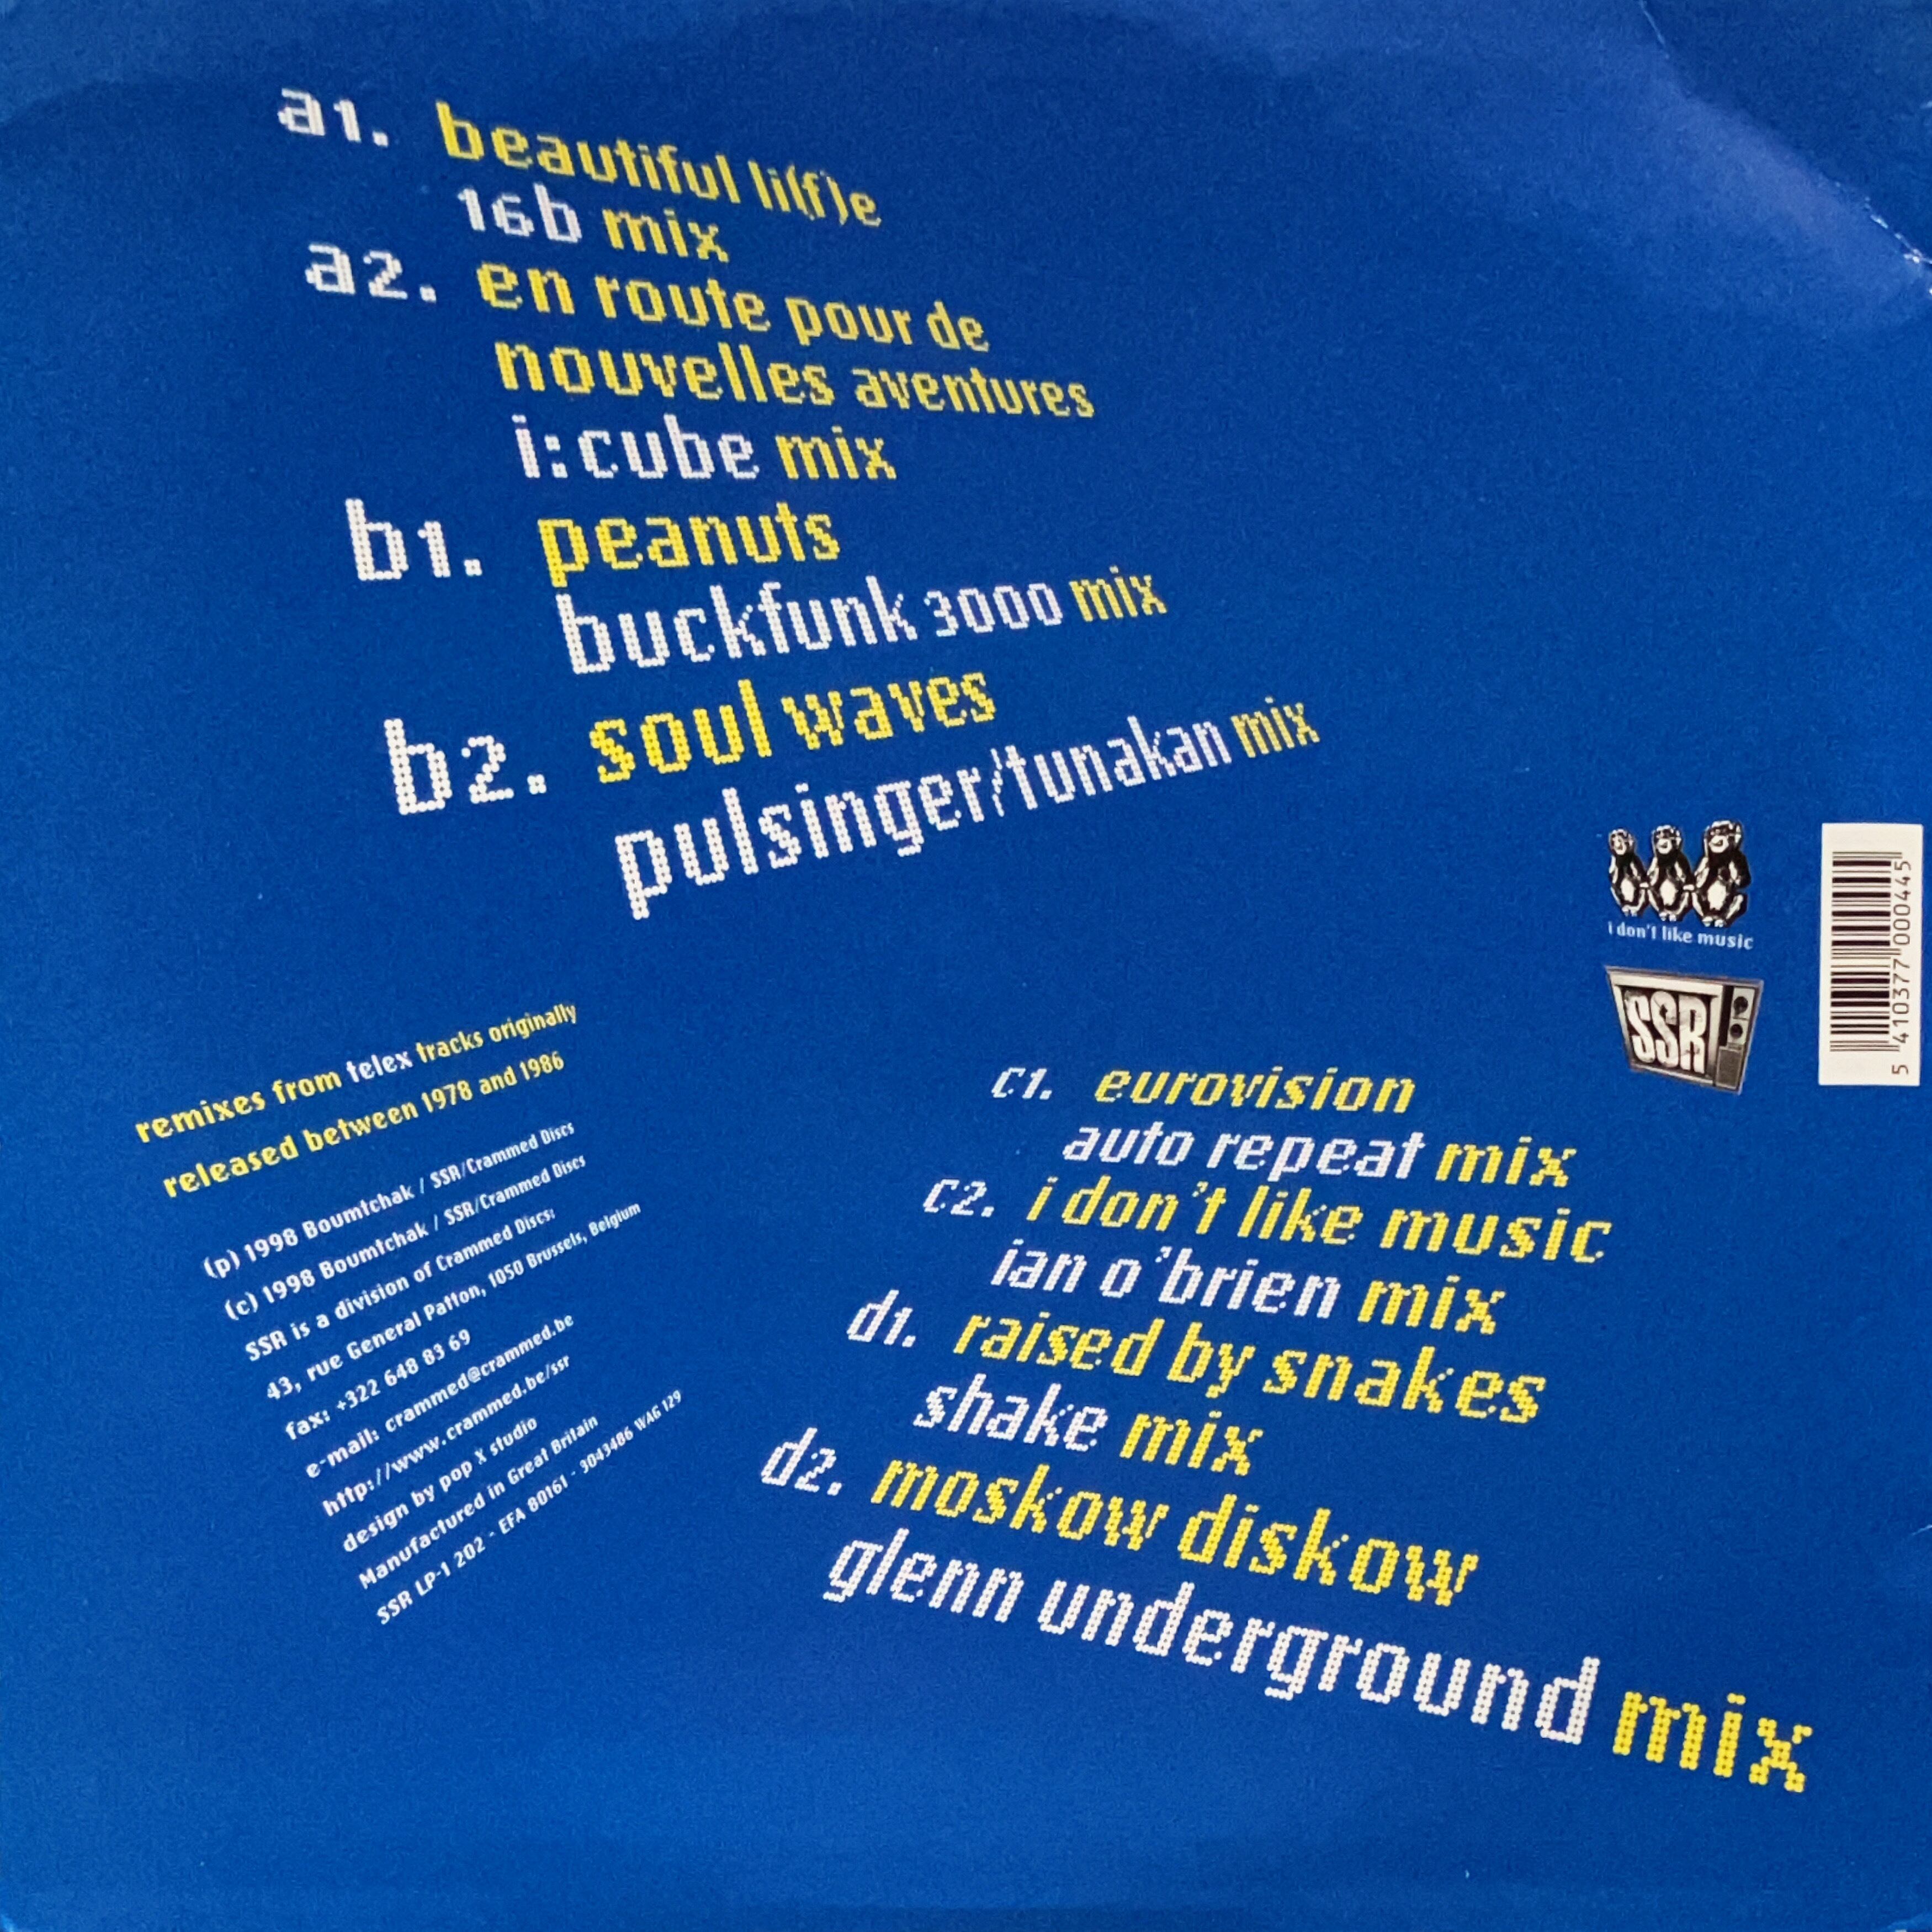 a1. beautiful li(f)e
16b mix
a2. en route pour de
nouvelles aventures
i:cube mix
b1. peanuts
buckfunk 3000 mix
b2. soul waves
pulsinger/tunakan mix
i don't like music
SSR
5 410377 000445
remixes from telex tracks originally
released between 1978 and 1986
(p) 1998 Boumtchak / SSR/Crammed Discs
(c) 1998 Boumtchak / SSR/Crammed Discs
SSR is a division of Crammed Discs:
43, rue General Patton, 1050 Brussels, Belgium
fax: +322 648 83 69
e-mail: crammed@crammed.be
http://www.crammed.be/ssr
design by pop X studio
Manufactured in Great Britain
SSR LP-1 202 - EFA 80161 - 3043486 WAG 129
c1. eurovision
auto repeat mix
c2. i don't like music
ian o'brien mix
d1. raised by snakes
shake mix
d2. moskow diskow
glenn underground mix